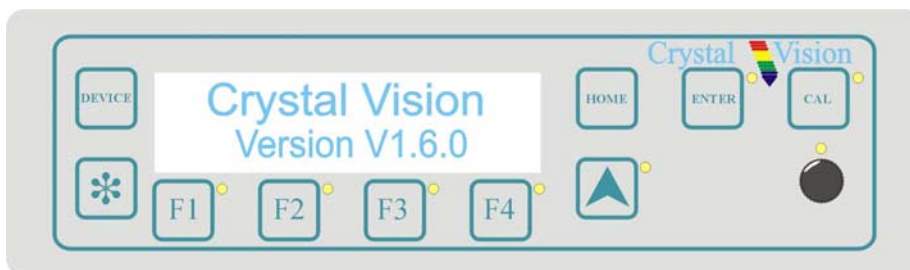 Crystal Vision
DEVICE
Crystal Vision
Version V1.6.0
HOME
ENTER
CAL
F1
F2
F3
F4